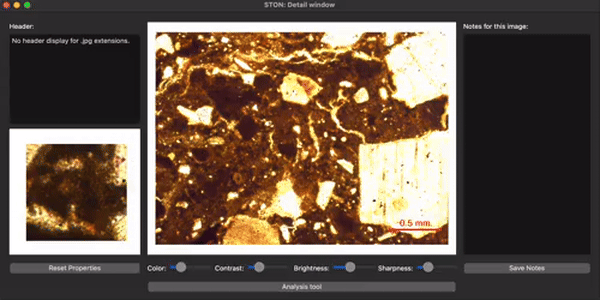 STON: Detail window
Header:
No header display for .jpg extensions.
Notes for this image:
0.5 mm.
Reset Properties
Color:
Contrast:
Brightness:
Sharpness:
Save Notes
Analysis tool